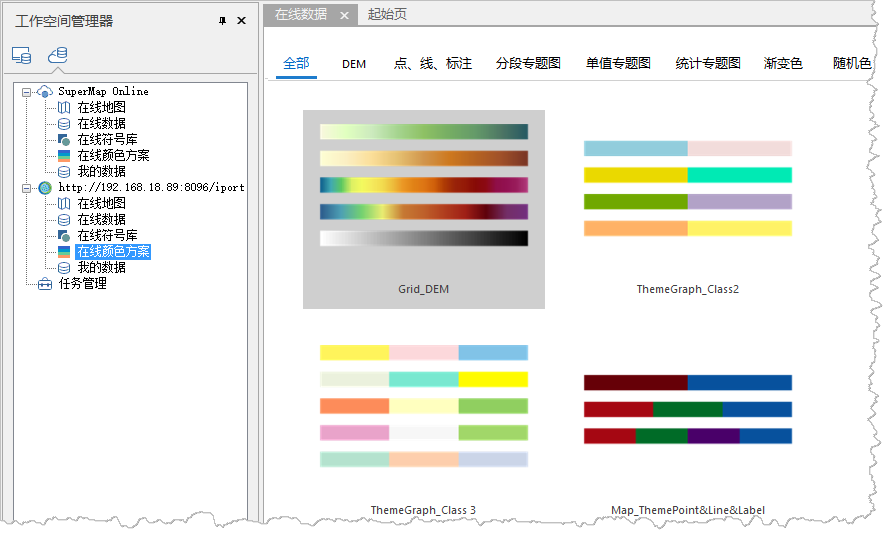 工作空间管理器
SuperMap Online
在线地图
在线数据
在线符号库
在线颜色方案
我的数据
http://192.168.18.89:8096/iport
在线地图
在线数据
在线符号库
在线颜色方案
我的数据
任务管理
在线数据 起始页
全部 DEM 点、线、标注 分段专题图 单值专题图 统计专题图 渐变色 随机色
Grid_DEM ThemeGraph_Class2
ThemeGraph_Class 3 Map_ThemePoint&Line&Label